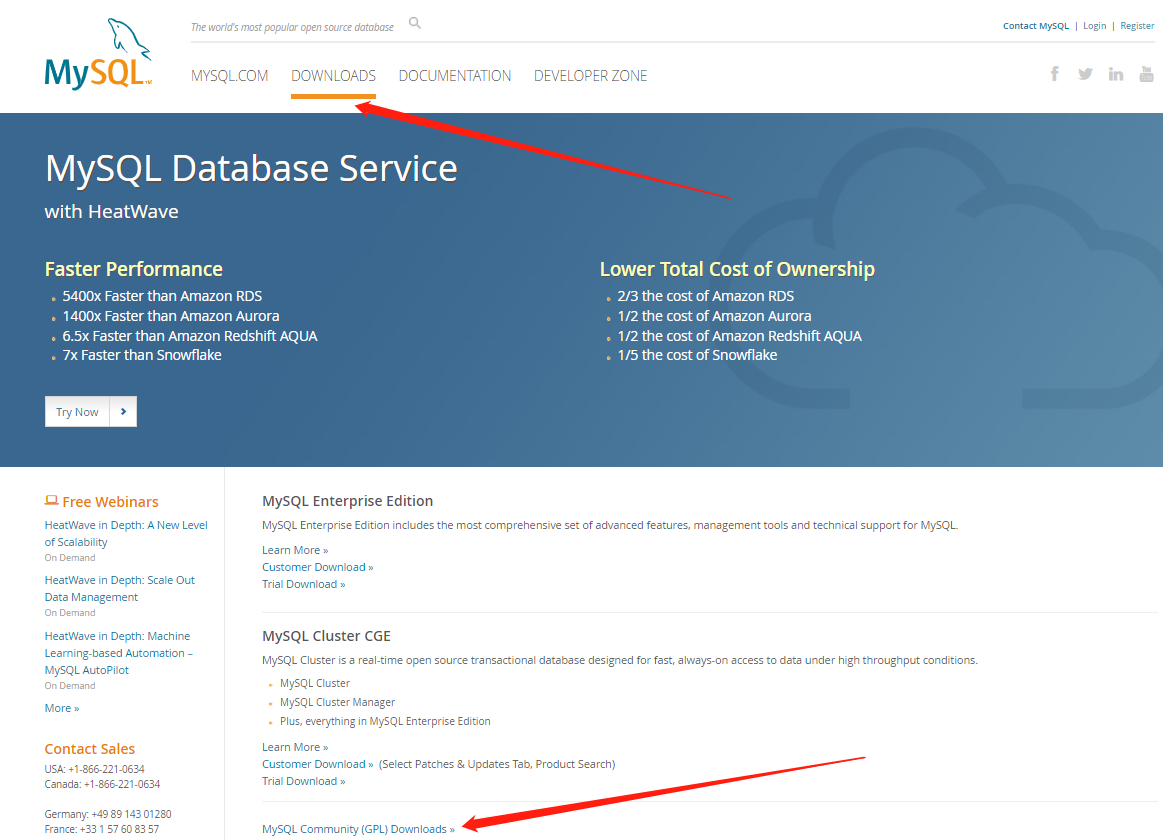 The world's most popular open source database
Contact MySQL | Login | Register
MySQL™
MYSQL.COM DOWNLOADS DOCUMENTATION DEVELOPER ZONE
MySQL Database Service
with HeatWave
Faster Performance
5400x Faster than Amazon RDS
1400x Faster than Amazon Aurora
6.5x Faster than Amazon Redshift AQUA
7x Faster than Snowflake
Lower Total Cost of Ownership
2/3 the cost of Amazon RDS
1/2 the cost of Amazon Aurora
1/2 the cost of Amazon Redshift AQUA
1/5 the cost of Snowflake
Try Now
Free Webinars
HeatWave in Depth: A New Level
of Scalability
On Demand
HeatWave in Depth: Scale Out
Data Management
On Demand
HeatWave in Depth: Machine
Learning-based Automation –
MySQL AutoPilot
On Demand
More »
Contact Sales
USA: +1-866-221-0634
Canada: +1-866-221-0634
Germany: +49 89 143 01280
France: +33 1 57 60 83 57
MySQL Enterprise Edition
MySQL Enterprise Edition includes the most comprehensive set of advanced features, management tools and technical support for MySQL.
Learn More »
Customer Download »
Trial Download »
MySQL Cluster CGE
MySQL Cluster is a real-time open source transactional database designed for fast, always-on access to data under high throughput conditions.
MySQL Cluster
MySQL Cluster Manager
Plus, everything in MySQL Enterprise Edition
Learn More »
Customer Download » (Select Patches & Updates Tab, Product Search)
Trial Download »
MySQL Community (GPL) Downloads »